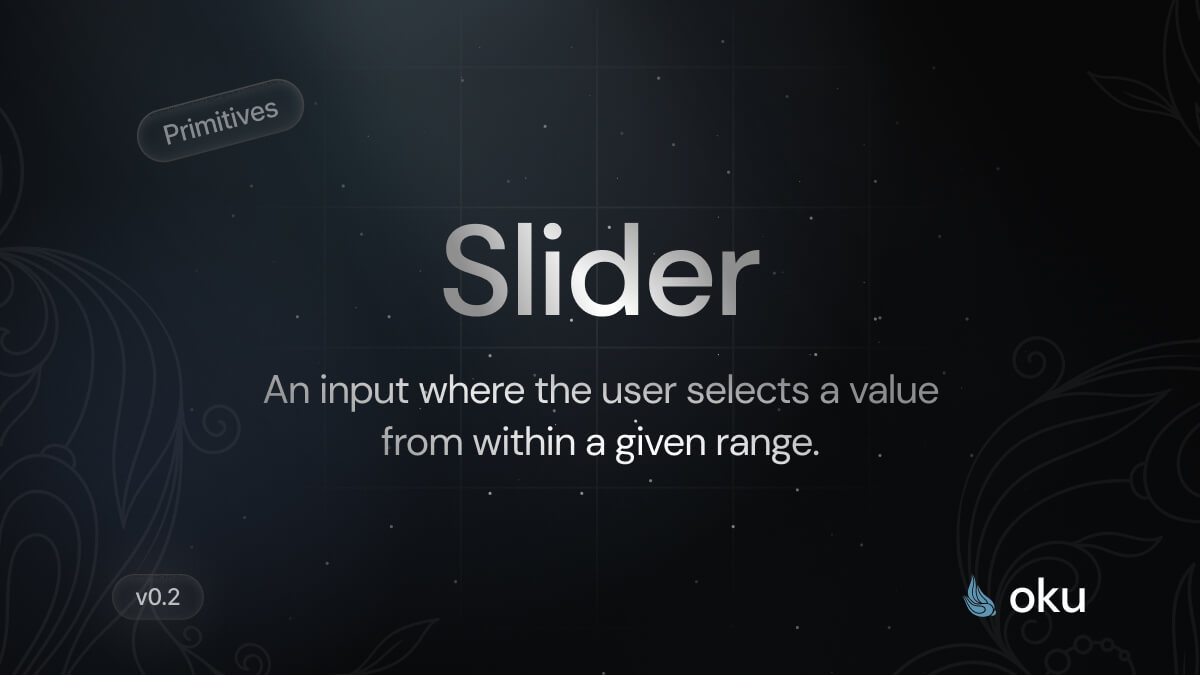 Primitives
Slider
An input where the user selects a value
from within a given range.
v0.2
oku